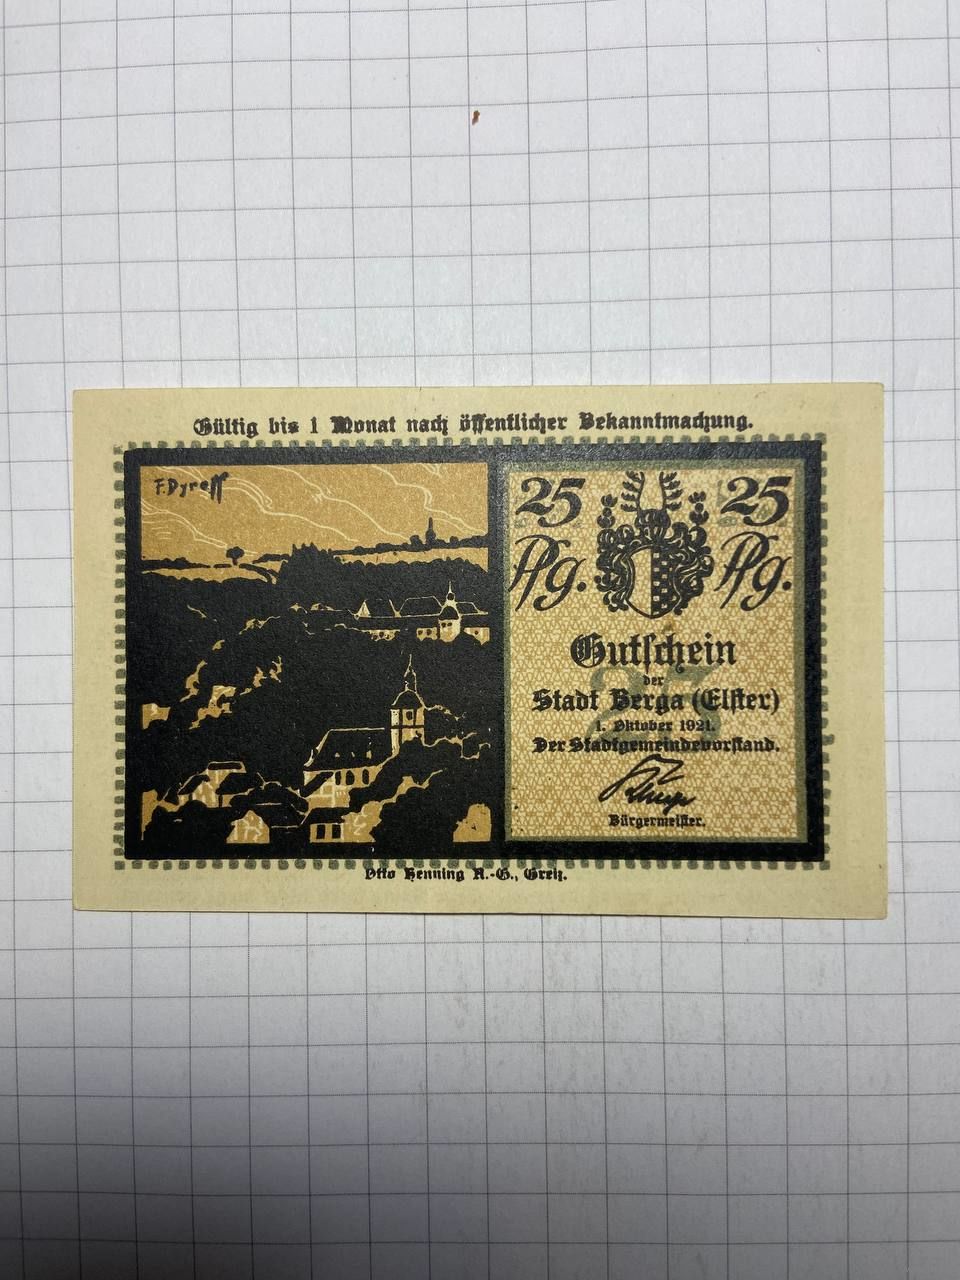 Gültig bis 1 Monat nach öffentlicher Bekanntmachung.
F. Dyroff
25 25
Pfg. Pfg.
Gutschein
der
Stadt Berga (Elster)
1. Oktober 1921.
Der Stadtgemeindevorstand.
Bürgermeister.
Otto Henning A.-G., Greiz.